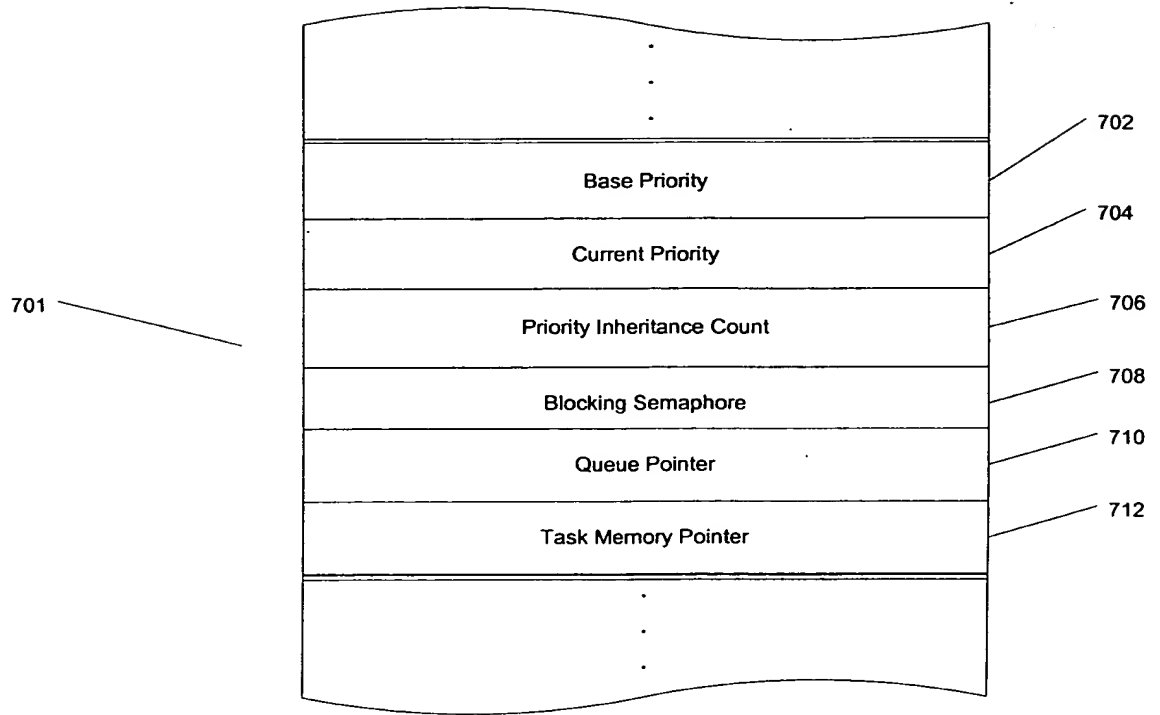 702
Base Priority
704
Current Priority
701
706
Priority Inheritance Count
708
Blocking Semaphore
710
Queue Pointer
712
Task Memory Pointer